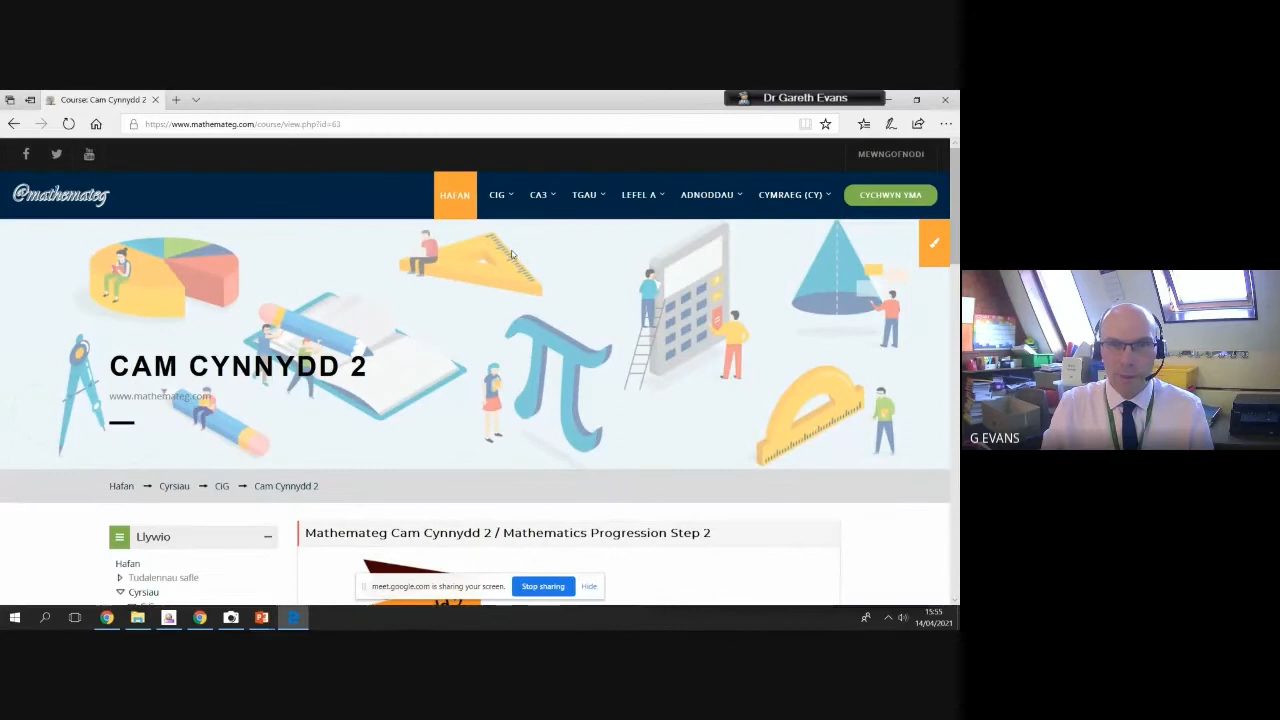 Course: Cam Cynnydd 2
Dr Gareth Evans
https://www.mathemateg.com/course/view.php?id=63
MEWNGOFNODI
@mathemateg
HAFAN CIG CA3 TGAU LEFEL A ADNODDAU CYMRAEG (CY) CYCHWYN YMA
CAM CYNNYDD 2
www.mathemateg.com
Hafan → Cyrsiau → CiG → Cam Cynnydd 2
Llywio
Mathemateg Cam Cynnydd 2 / Mathematics Progression Step 2
Hafan
Tudalennau safle
Cyrsiau
meet.google.com is sharing your screen. Stop sharing Hide
15:55
14/04/2021
G EVANS